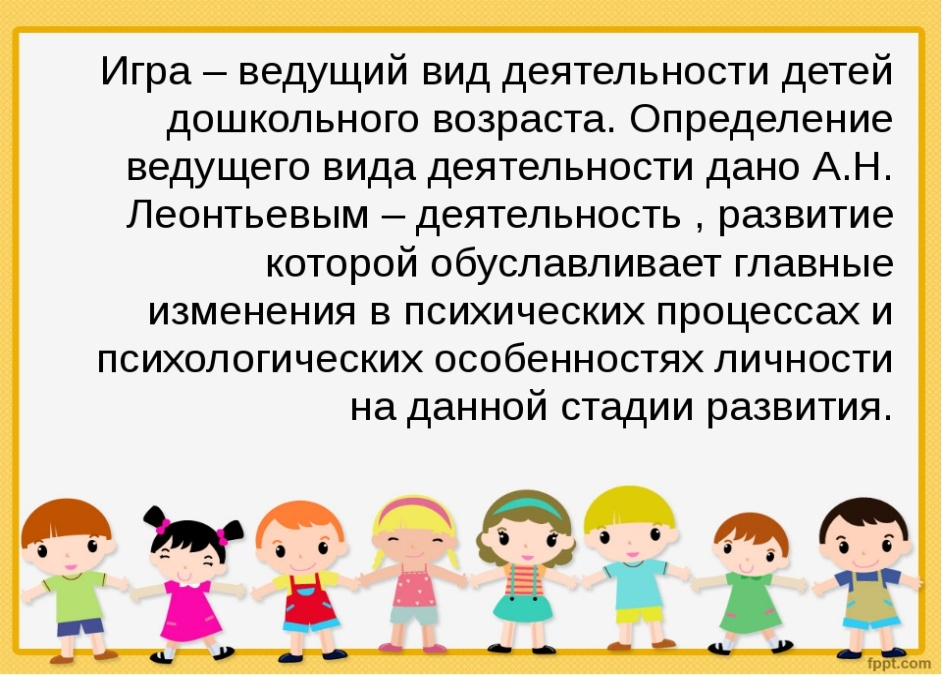 Игра – ведущий вид деятельности детей
дошкольного возраста. Определение
ведущего вида деятельности дано А.Н.
Леонтьевым – деятельность , развитие
которой обуславливает главные
изменения в психических процессах и
психологических особенностях личности
на данной стадии развития.
fppt.com